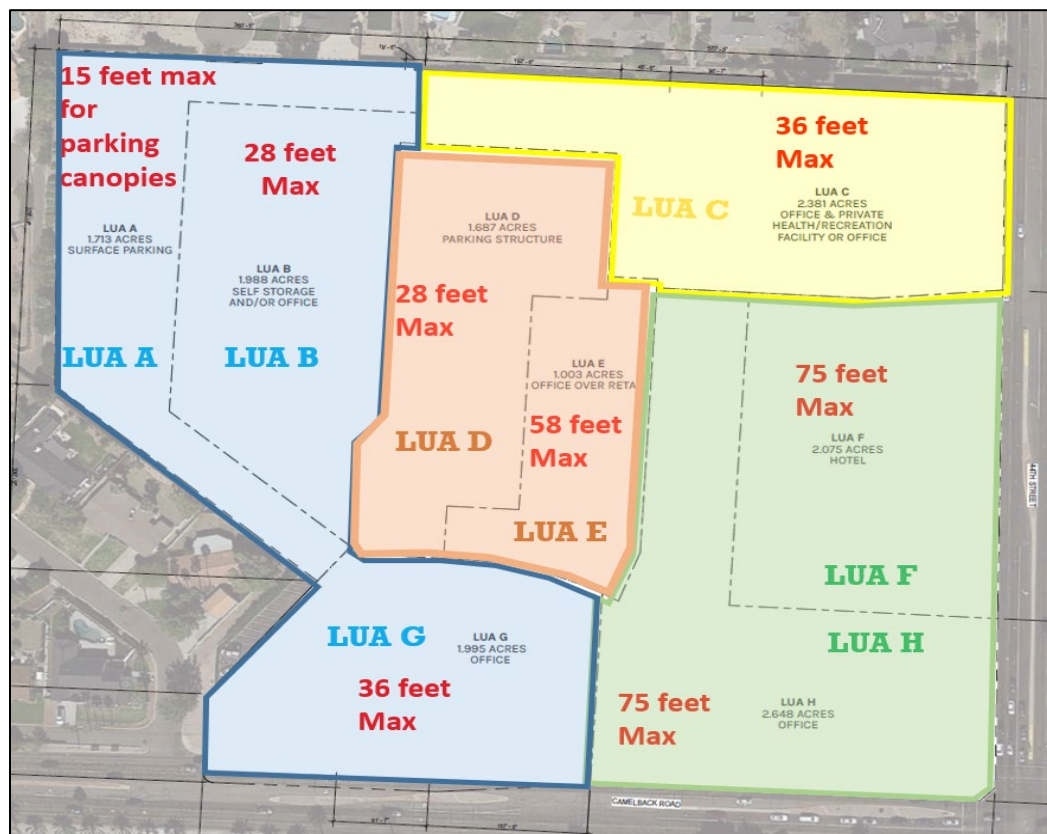 15 feet max
for
parking
canopies
28 feet
Max
36 feet
Max
LUA C
LUA C
2.381 ACRES
OFFICE & PRIVATE
HEALTH/RECREATION
FACILITY OR OFFICE
LUA A
1.713 ACRES
SURFACE PARKING
LUA B
1.988 ACRES
SELF STORAGE
AND/OR OFFICE
LUA D
1.687 ACRES
PARKING STRUCTURE
28 feet
Max
LUA A
LUA B
LUA E
1.003 ACRES
OFFICE OVER RETA
58 feet
Max
LUA D
LUA E
75 feet
Max
LUA F
2.075 ACRES
HOTEL
44TH STREET
LUA F
LUA G
LUA G
1.995 ACRES
OFFICE
36 feet
Max
LUA H
75 feet
Max
LUA H
2.648 ACRES
OFFICE
CAMELBACK ROAD